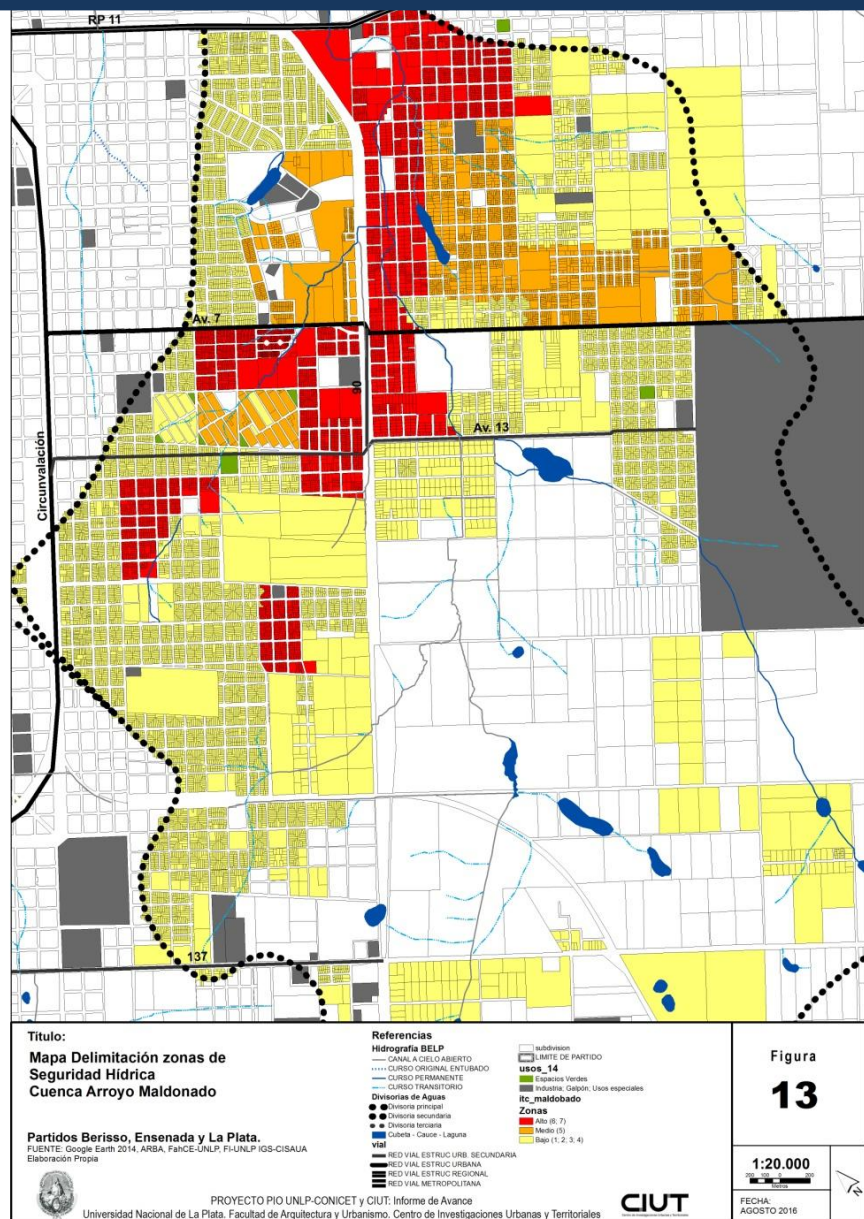 RP 11
Av. 7
90
Av. 13
Circunvalación
137
Título:
Mapa Delimitación zonas de
Seguridad Hídrica
Cuenca Arroyo Maldonado
Partidos Berisso, Ensenada y La Plata.
FUENTE: Google Earth 2014, ARBA, FahCE-UNLP, FI-UNLP IGS-CISAUA
Elaboración Propia
Referencias
Hidrografía BELP
CANAL A CIELO ABIERTO
CURSO ORIGINAL ENTUBADO
CURSO PERMANENTE
CURSO TRANSITORIO
Divisorias de Aguas
Divisoria principal
Divisoria secundaria
Divisoria terciaria
Cubeta - Cauce - Laguna
vial
RED VIAL ESTRUC URB. SECUNDARIA
RED VIAL ESTRUC URBANA
RED VIAL ESTRUC REGIONAL
RED VIAL METROPOLITANA
subdivision
LIMITE DE PARTIDO
usos_14
Espacios Verdes
Industria; Galpón; Usos especiales
itc_maldobado
Zonas
Alto (6; 7)
Medio (5)
Bajo (1; 2; 3; 4)
PROYECTO PIO UNLP-CONICET y CIUT: Informe de Avance
Universidad Nacional de La Plata. Facultad de Arquitectura y Urbanismo. Centro de Investigaciones Urbanas y Territoriales
CIUT
Figura
13
1:20.000
Metros
FECHA:
AGOSTO 2016
N